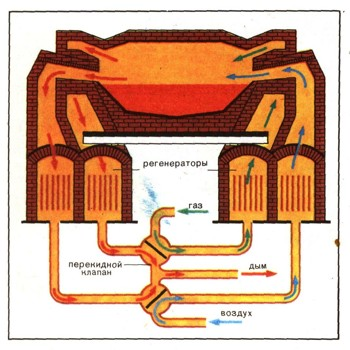 регенераторы
газ
перекидной
клапан
дым
воздух